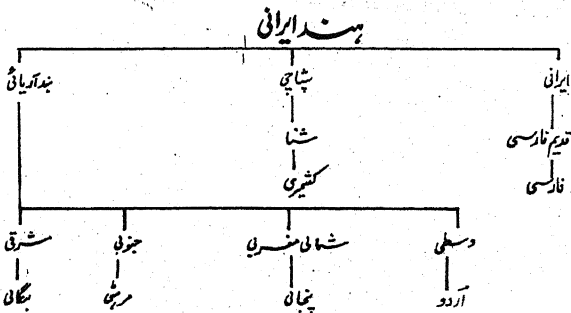 ہند ایرانی
ایرانی پشاچی ہند آریائی
قدیم فارسی شنا
فارسی کشمیری
وسطی شمالی مغربی جنوبی مشرقی
اردو پنجابی مرہٹی بنگالی